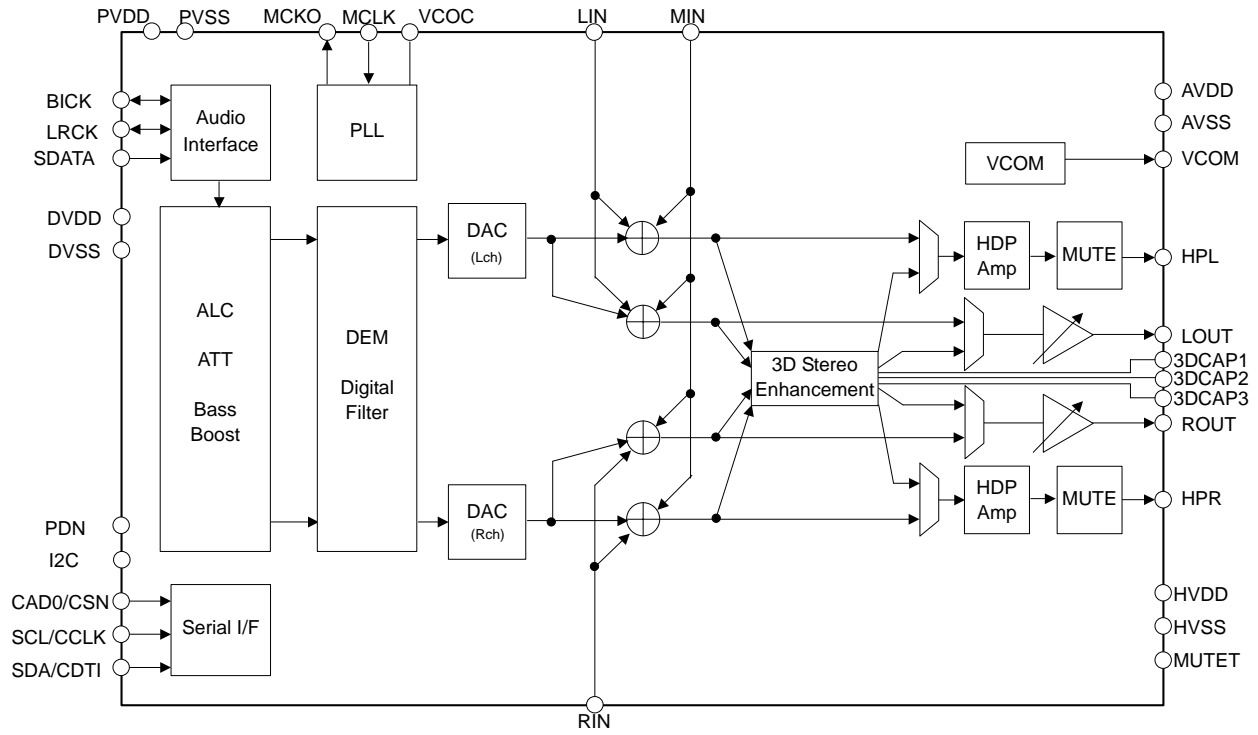 PVDD
PVSS
MCKO
MCLK
VCOC
LIN
MIN
BICK
LRCK
SDATA
Audio
Interface
PLL
AVDD
AVSS
VCOM
VCOM
DVDD
DVSS
ALC
ATT
Bass
Boost
DEM
Digital
Filter
DAC
(Lch)
HDP
Amp
MUTE
HPL
LOUT
3D Stereo
Enhancement
3DCAP1
3DCAP2
3DCAP3
ROUT
DAC
(Rch)
HDP
Amp
MUTE
HPR
PDN
I2C
CAD0/CSN
SCL/CCLK
SDA/CDTI
Serial I/F
HVDD
HVSS
MUTET
RIN